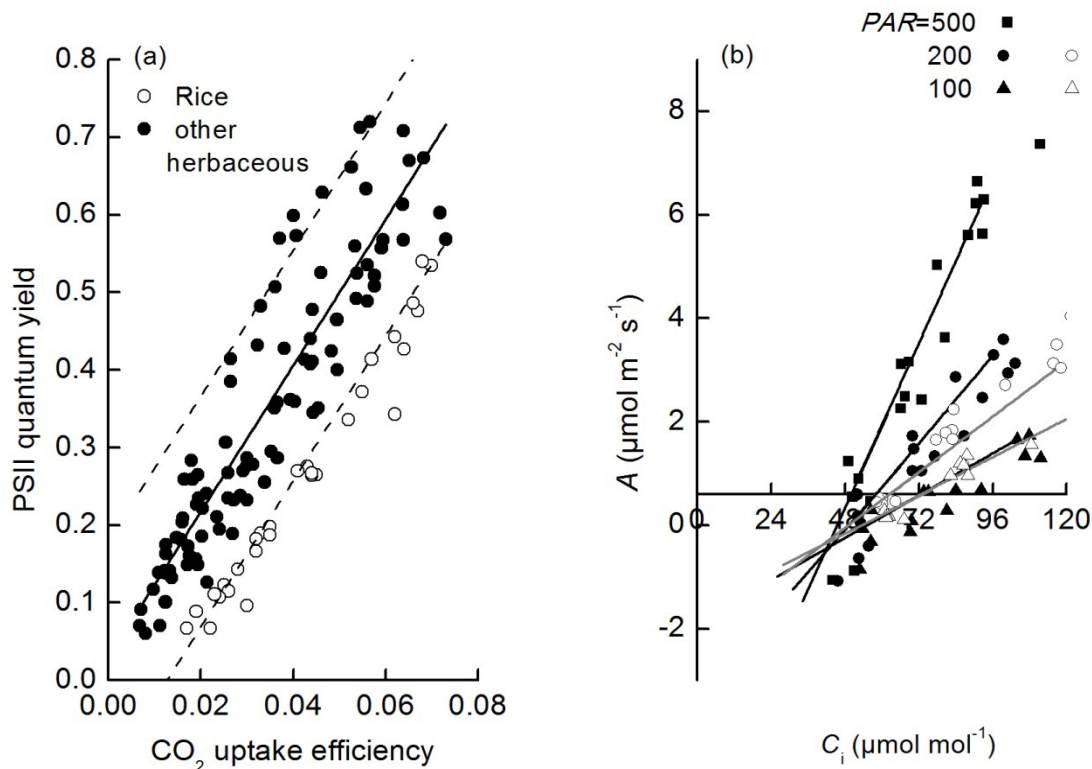 (a)
Rice
other
herbaceous
PSII quantum yield
0.8
0.7
0.6
0.5
0.4
0.3
0.2
0.1
0.0
0.00 0.02 0.04 0.06 0.08
CO₂ uptake efficiency
(b)
PAR=500
200
100
A (μmol m⁻² s⁻¹)
8
6
4
2
0
-2
0 24 48 72 96 120
Cᵢ (μmol mol⁻¹)